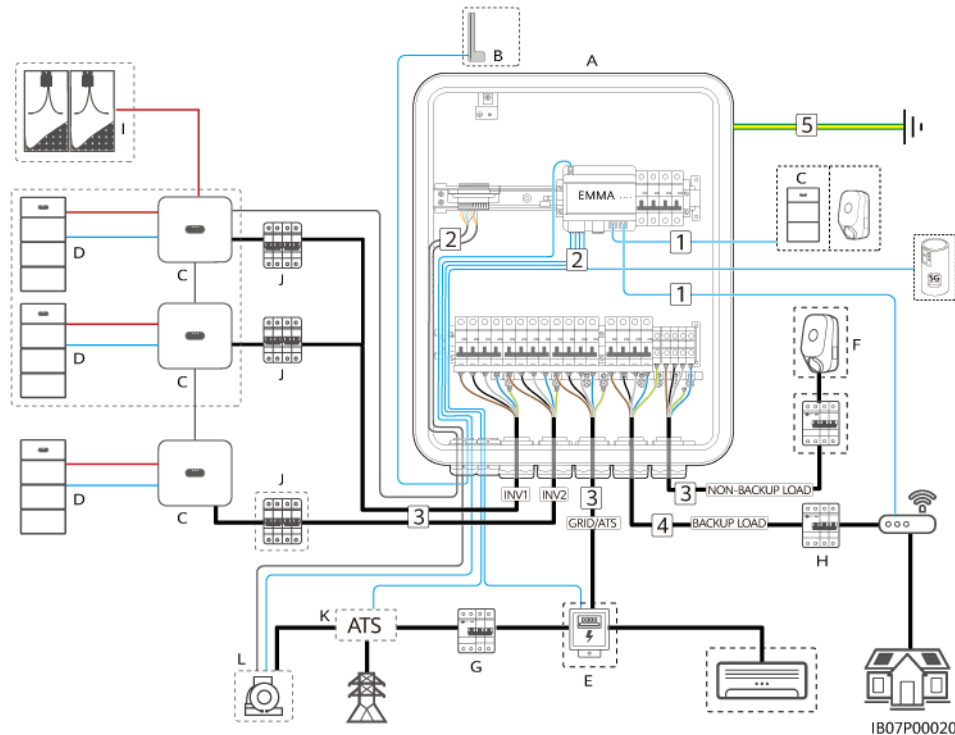 B
A
I
5
C
EMMA ....
2
1
2
SG
D
C
J
1
D
C
J
F
D
C
J
3
INV1
INV2
3
GRID/ATS
3
NON-BACKUP LOAD
4
BACKUP LOAD
H
K
ATS
L
G
E
IB07P00020